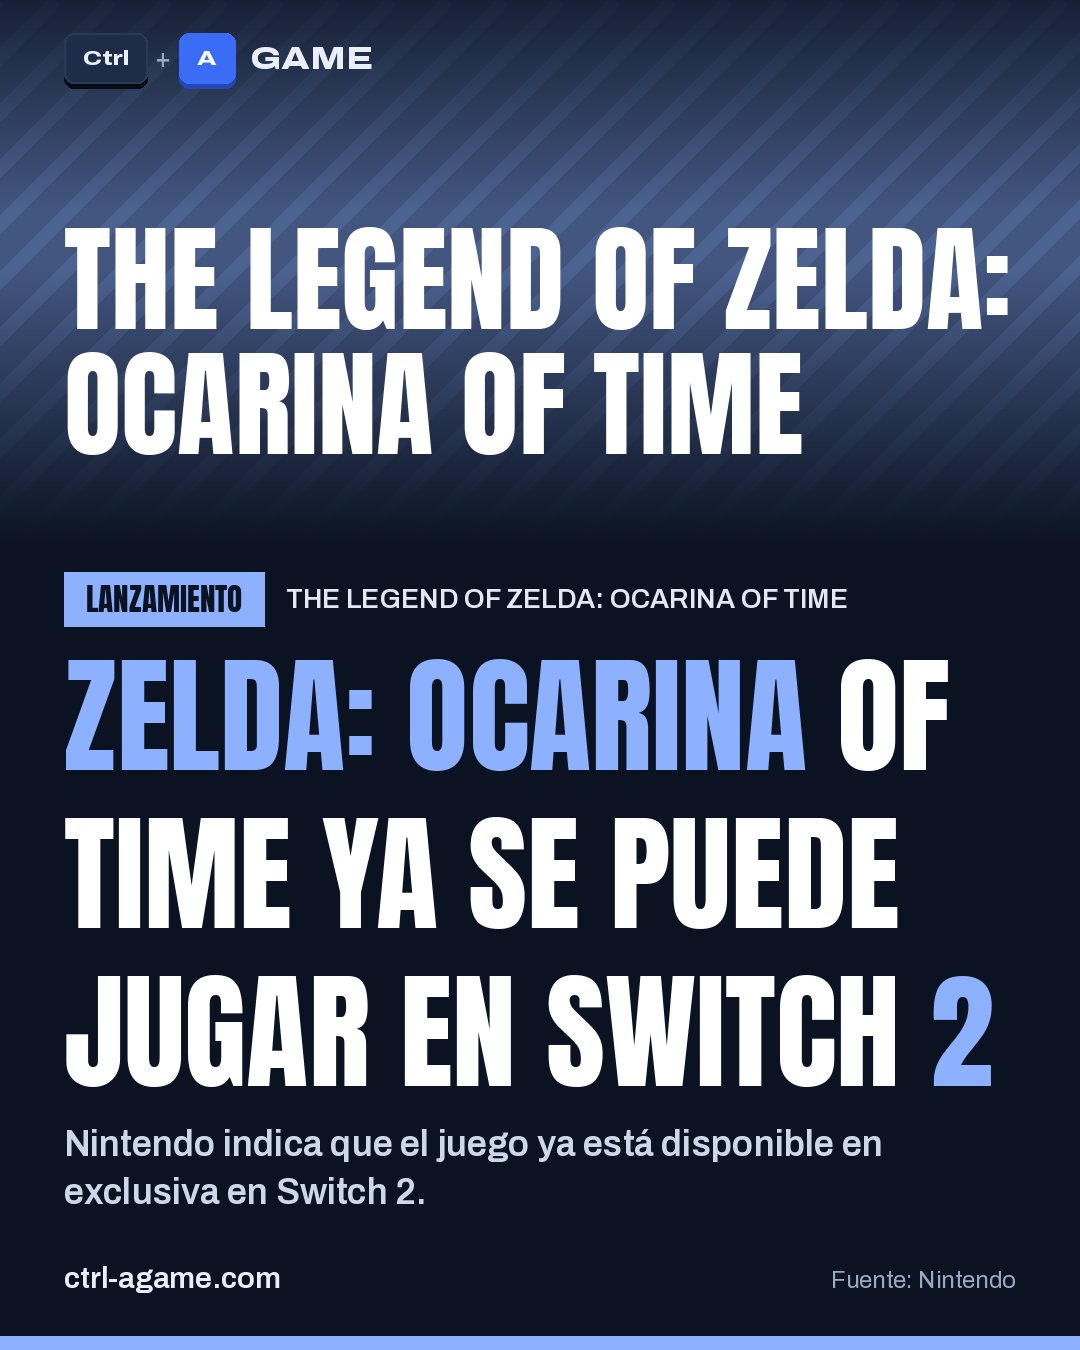 Ctrl + A GAME
THE LEGEND OF ZELDA:
OCARINA OF TIME
LANZAMIENTO THE LEGEND OF ZELDA: OCARINA OF TIME
ZELDA: OCARINA OF
TIME YA SE PUEDE
JUGAR EN SWITCH 2
Nintendo indica que el juego ya está disponible en
exclusiva en Switch 2.
ctrl-agame.com Fuente: Nintendo